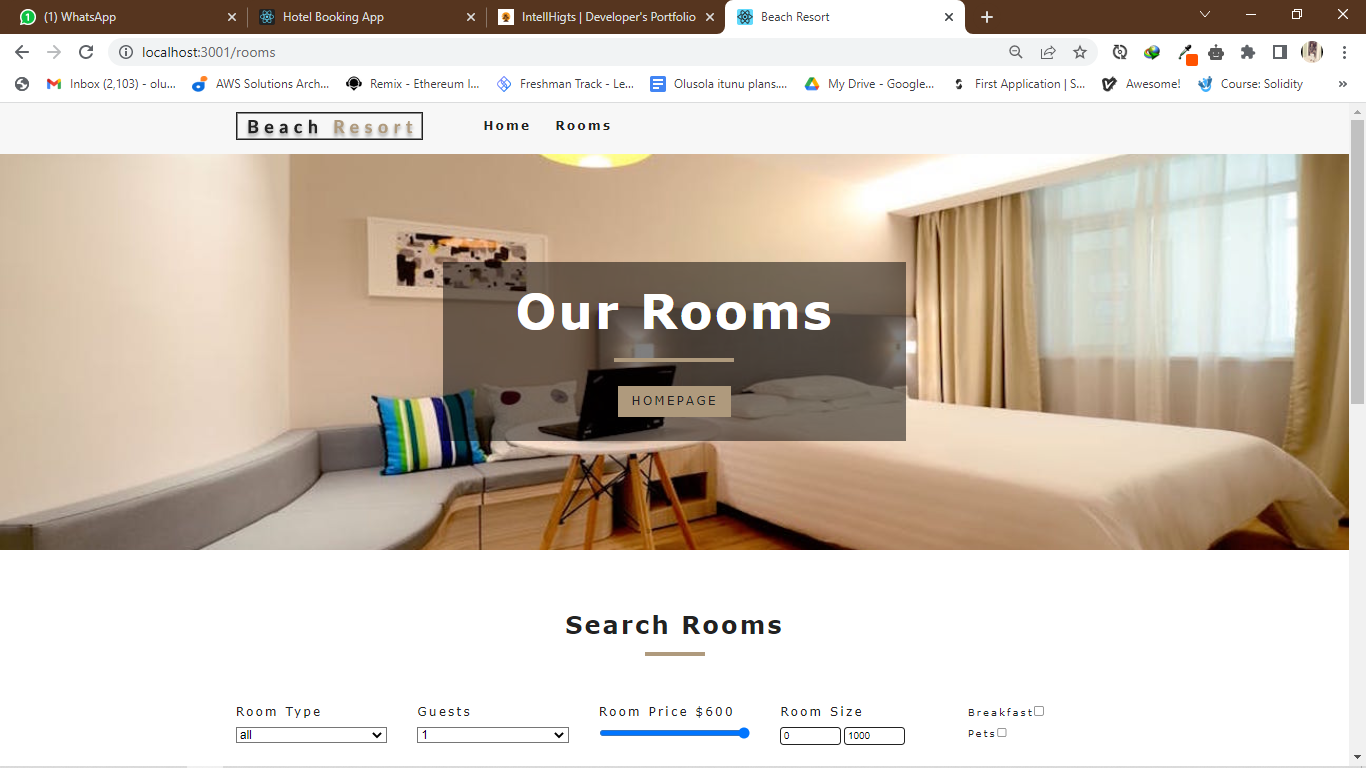 1 (1) WhatsApp
Hotel Booking App
IntellHigts | Developer's Portfolio
Beach Resort
localhost:3001/rooms
Inbox (2,103) - olu...
AWS Solutions Arch...
Remix - Ethereum I...
Freshman Track - Le...
Olusola itunu plans....
My Drive - Google...
First Application | S...
Awesome!
Course: Solidity
»
Beach Resort
Home
Rooms
Our Rooms
HOMEPAGE
Search Rooms
Room Type
Guests
Room Price $600
Room Size
Breakfast
all
1
0
1000
Pets